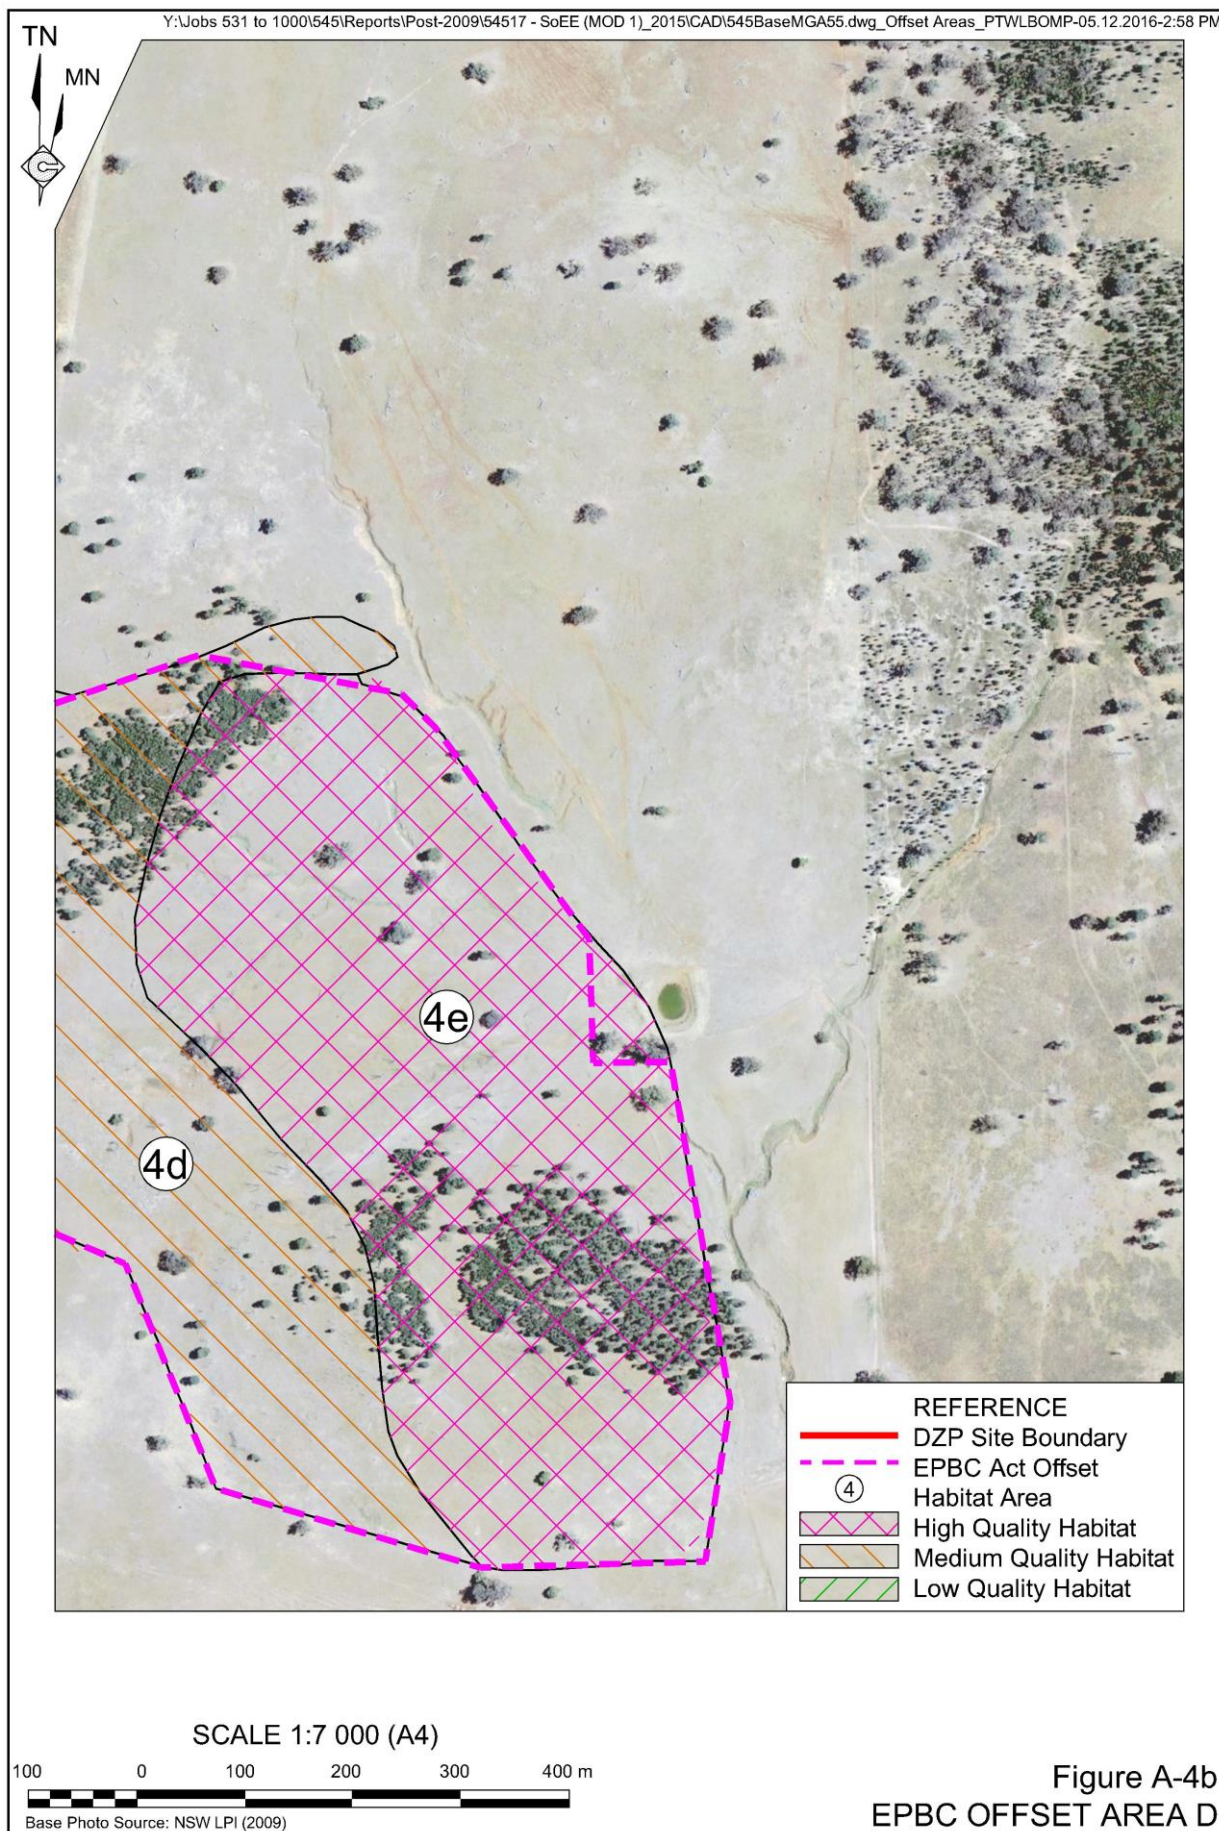 Y:\Jobs 531 to 1000\545\Reports\Post-2009\54517 - SoEE (MOD 1)_2015\CAD\545BaseMGA55.dwg_Offset Areas_PTWLBOMP-05.12.2016-2:58 PM
TN
MN
4e
4d
REFERENCE
DZP Site Boundary
EPBC Act Offset
4
Habitat Area
High Quality Habitat
Medium Quality Habitat
Low Quality Habitat
SCALE 1:7 000 (A4)
100 0 100 200 300 400 m
Base Photo Source: NSW LPI (2009)
Figure A-4b
EPBC OFFSET AREA D